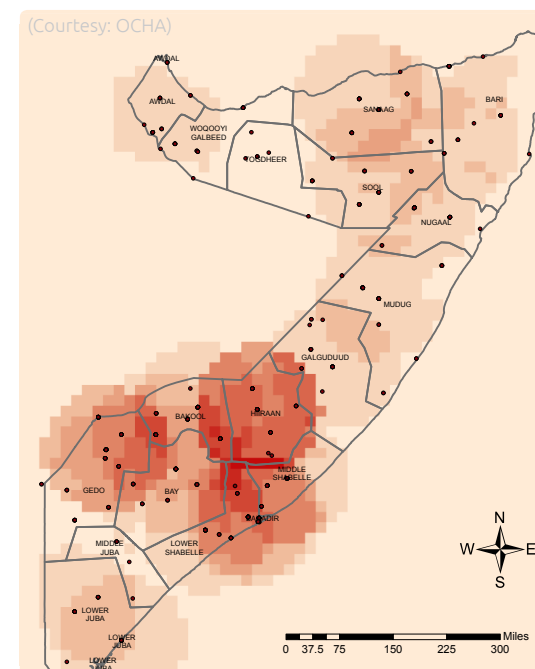 (Courtesy: OCHA)
AWDAL
AWDAL
WOQOOYI
GALBEED
TOGDHEER
SANAAG
BARI
SOOL
NUGAAL
MUDUG
GALGUDUUD
HIIRAAN
BAKOOL
MIDDLE
SHABELLE
GEDO
BAY
BANADIR
MIDDLE
JUBA
LOWER
SHABELLE
LOWER
JUBA
LOWER
JUBA
LOWER
JUBA
N
W
E
S
Miles
0 37.5 75 150 225 300